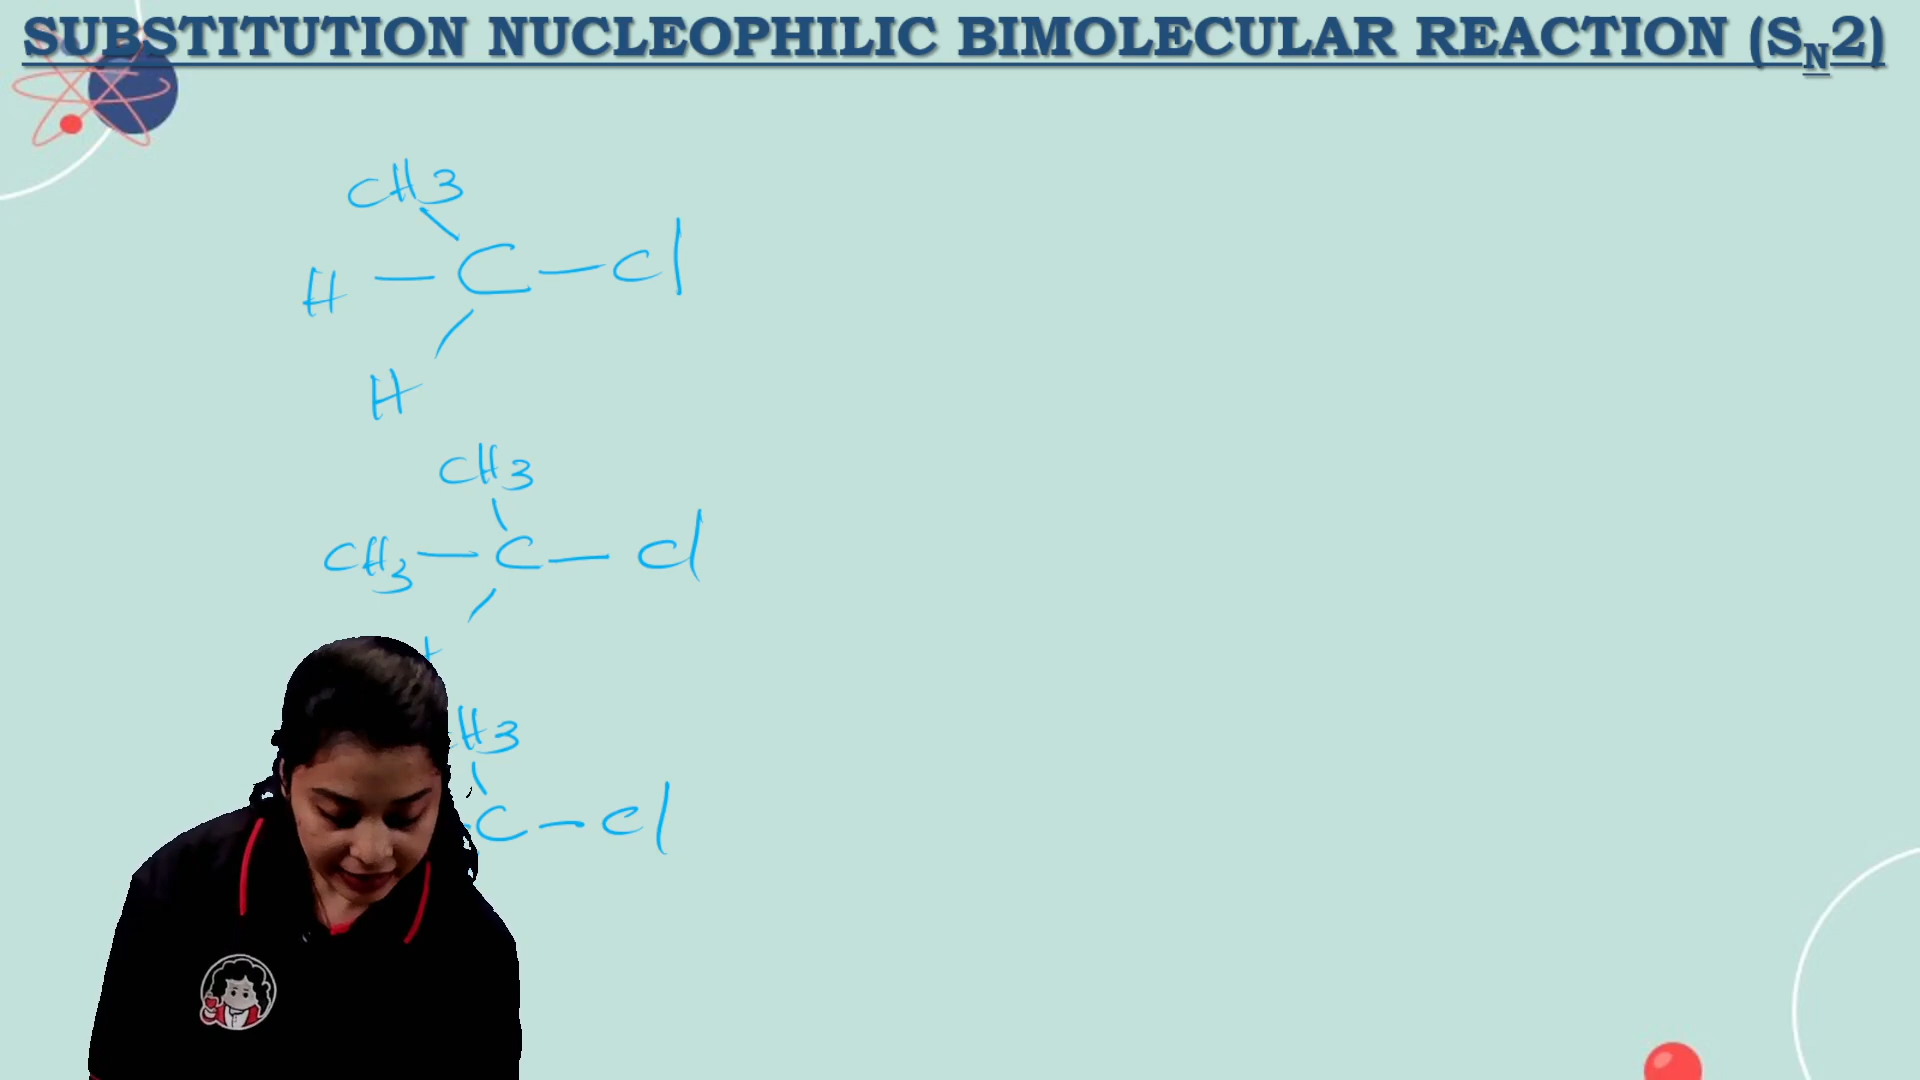 SUBSTITUTION NUCLEOPHILIC BIMOLECULAR REACTION (SN2)
CH3
H — C — Cl
H
CH3
CH3 — C — Cl
H3
C — Cl